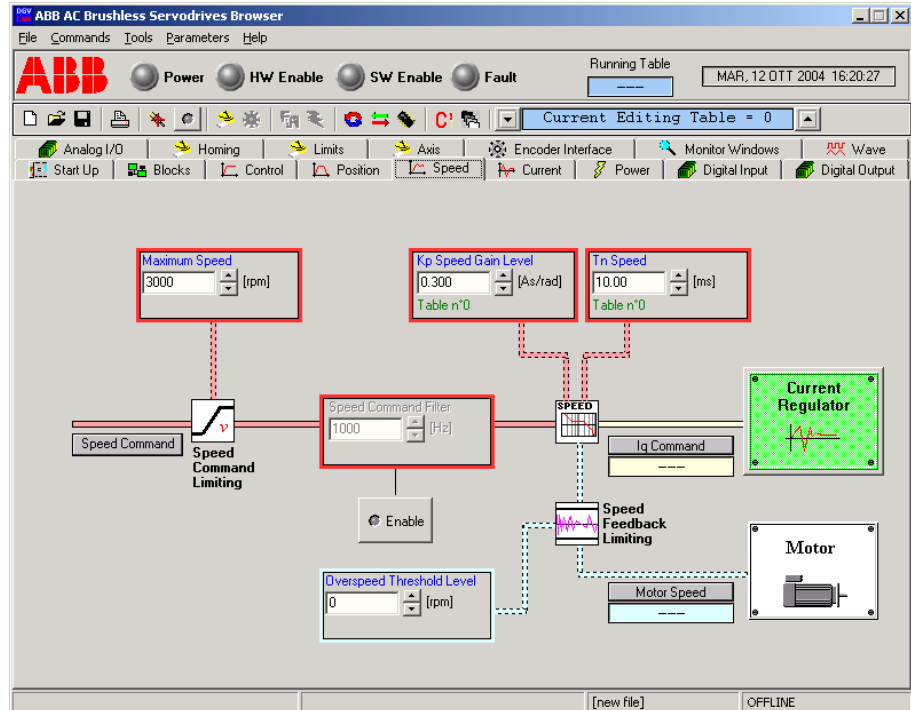 DGV
CAN
ABB AC Brushless Servodrives Browser
File Commands Tools Parameters Help
ABB
Power
HW Enable
SW Enable
Fault
Running Table
---
MAR, 12 OTT 2004 16:20:27
Current Editing Table = 0
Analog I/O
Homing
Limits
Axis
Encoder Interface
Monitor Windows
Wave
Start Up
Blocks
Control
Position
Speed
Current
Power
Digital Input
Digital Output
Maximum Speed
3000 [rpm]
Kp Speed Gain Level
0.300 [As/rad]
Table n°0
Tn Speed
10.00 [ms]
Table n°0
Speed Command
v
Speed
Command
Limiting
Speed Command Filter
1000 [Hz]
Enable
SPEED
Iq Command
---
Current
Regulator
Speed
Feedback
Limiting
Overspeed Threshold Level
0 [rpm]
Motor Speed
---
Motor
[new file]
OFFLINE